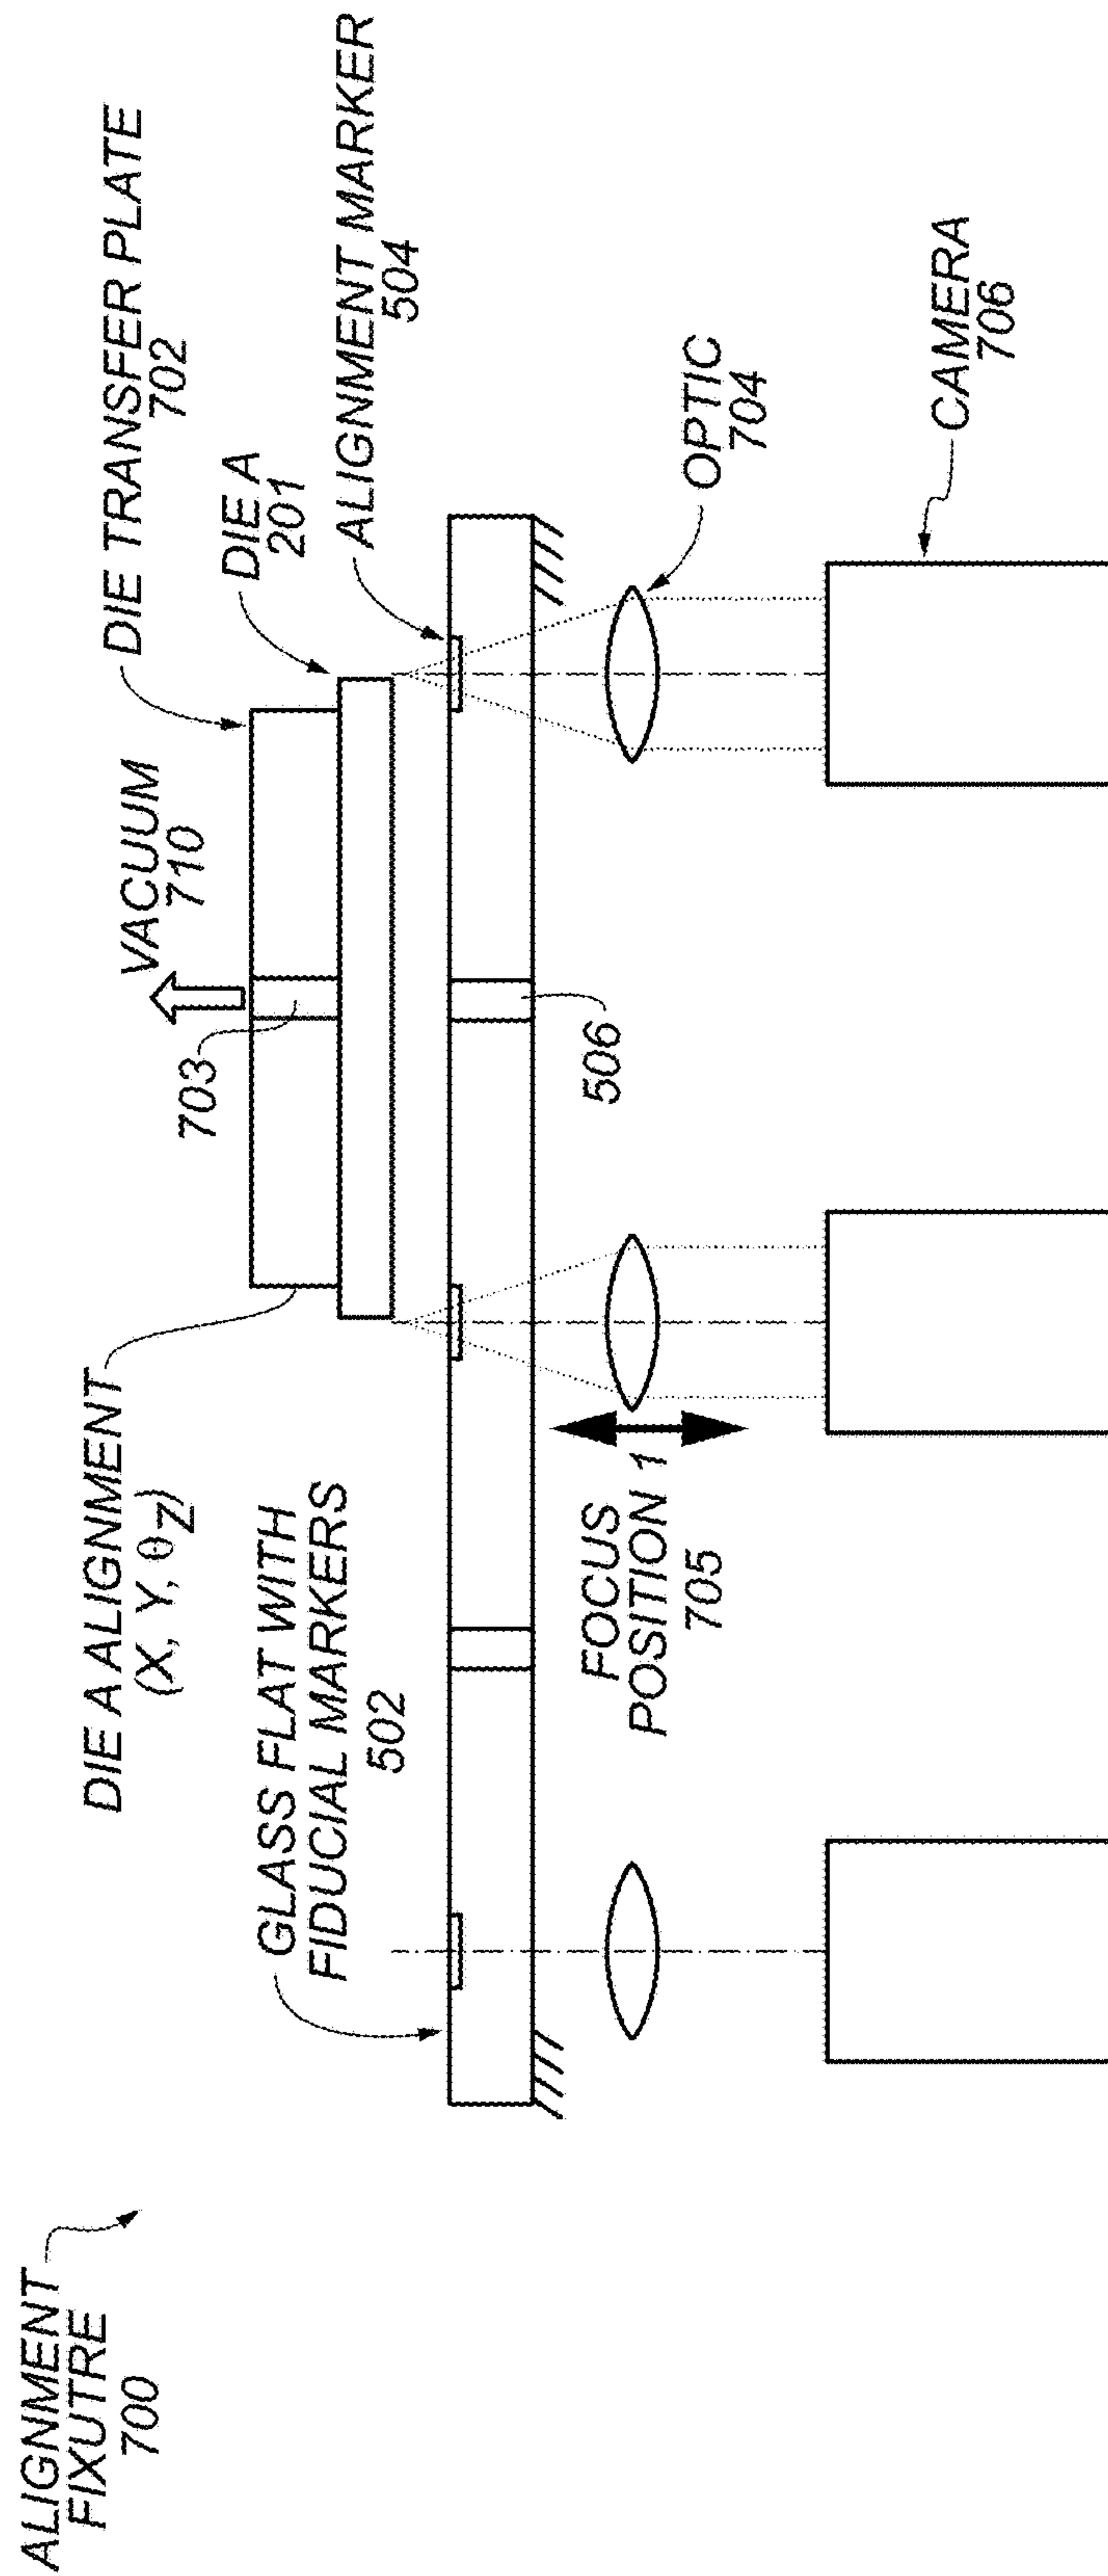 ALIGNMENT
FIXUTRE
700
DIE A ALIGNMENT
(X, Y, θZ)
GLASS FLAT WITH
FIDUCIAL MARKERS
502
703
VACUUM
710
DIE TRANSFER PLATE
702
DIE A
201
ALIGNMENT MARKER
504
506
FOCUS
POSITION 1
705
OPTIC
704
CAMERA
706